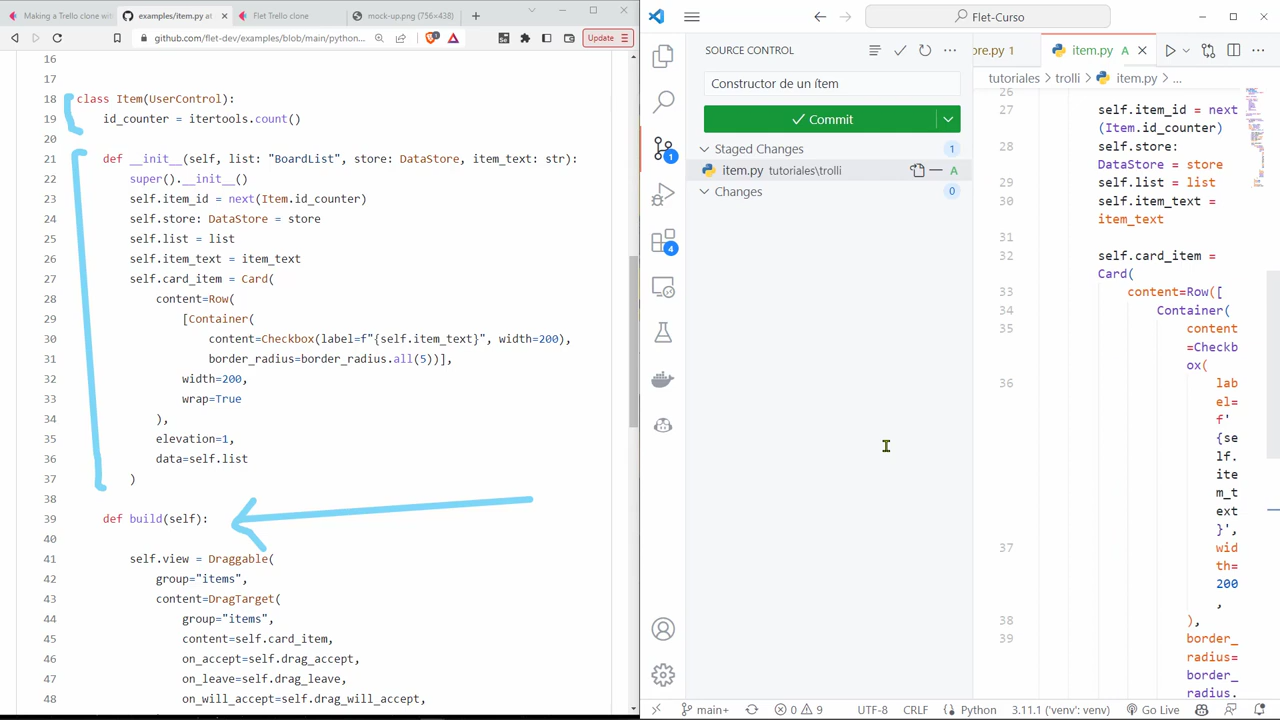 Making a Trello clone
examples/item.py at
Flet Trello clone
mock-up.png (756×438)
github.com/flet-dev/examples/blob/main/python…
Update
16
17
18 class Item(UserControl):
19 id_counter = itertools.count()
20
21 def __init__(self, list: "BoardList", store: DataStore, item_text: str):
22 super().__init__()
23 self.item_id = next(Item.id_counter)
24 self.store: DataStore = store
25 self.list = list
26 self.item_text = item_text
27 self.card_item = Card(
28 content=Row(
29 [Container(
30 content=Checkbox(label=f"{self.item_text}", width=200),
31 border_radius=border_radius.all(5))],
32 width=200,
33 wrap=True
34 ),
35 elevation=1,
36 data=self.list
37 )
38
39 def build(self):
40
41 self.view = Draggable(
42 group="items",
43 content=DragTarget(
44 group="items",
45 content=self.card_item,
46 on_accept=self.drag_accept,
47 on_leave=self.drag_leave,
48 on_will_accept=self.drag_will_accept,
Flet-Curso
SOURCE CONTROL
Constructor de un ítem
Commit
Staged Changes 1
item.py tutoriales\trolli A
Changes 0
1
4
ore.py 1
item.py A
tutoriales > trolli > item.py > ...
26
27 self.item_id = next
(Item.id_counter)
28 self.store:
DataStore = store
29 self.list = list
30 self.item_text =
item_text
31
32 self.card_item =
Card(
33 content=Row([
34 Container(
35 content
=Checkb
ox(
36 lab
el=
f'
{se
lf.
ite
m_t
ext
}',
37 wid
th=
200
,
38 ),
39 border_
radius=
border_
radius.
main+
0 9
UTF-8
CRLF
Python
3.11.1 ('venv': venv)
Go Live